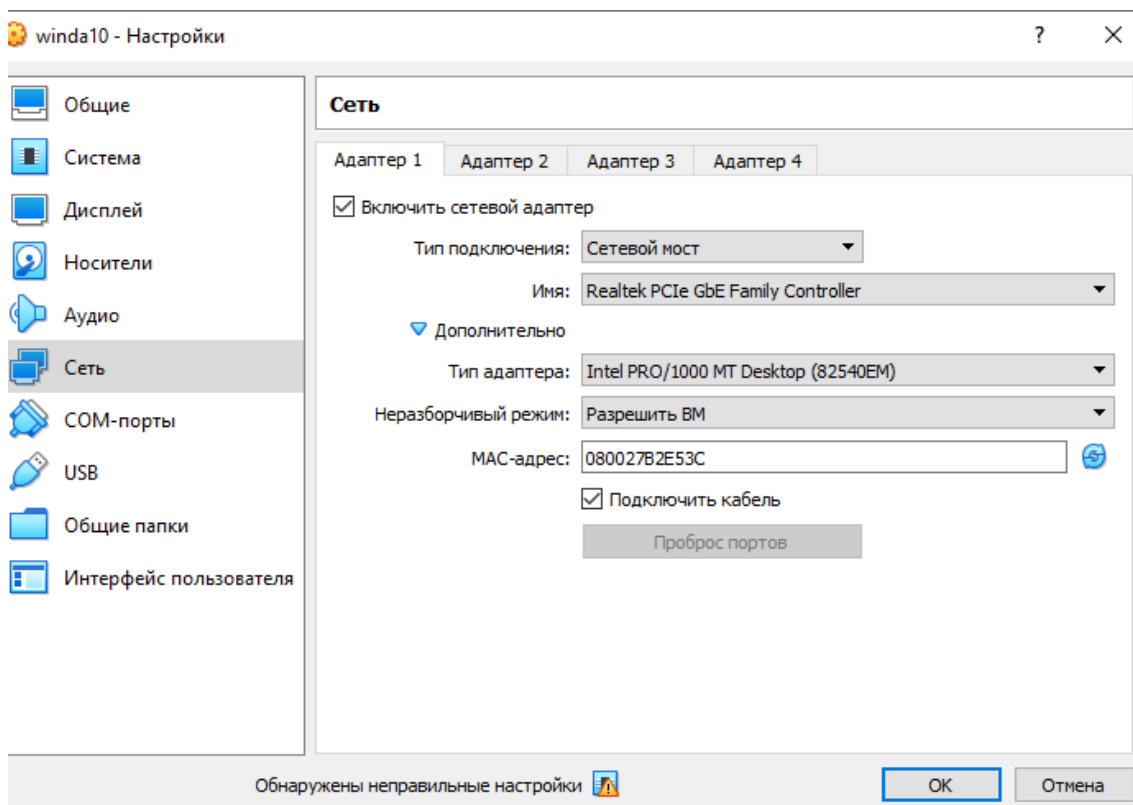 winda10 - Настройки
?
Общие
Система
Дисплей
Носители
Аудио
Сеть
COM-порты
USB
Общие папки
Интерфейс пользователя
Сеть
Адаптер 1 Адаптер 2 Адаптер 3 Адаптер 4
Включить сетевой адаптер
Тип подключения: Сетевой мост
Имя: Realtek PCIe GbE Family Controller
Дополнительно
Тип адаптера: Intel PRO/1000 MT Desktop (82540EM)
Неразборчивый режим: Разрешить ВМ
MAC-адрес: 080027B2E53C
Подключить кабель
Проброс портов
Обнаружены неправильные настройки
OK
Отмена